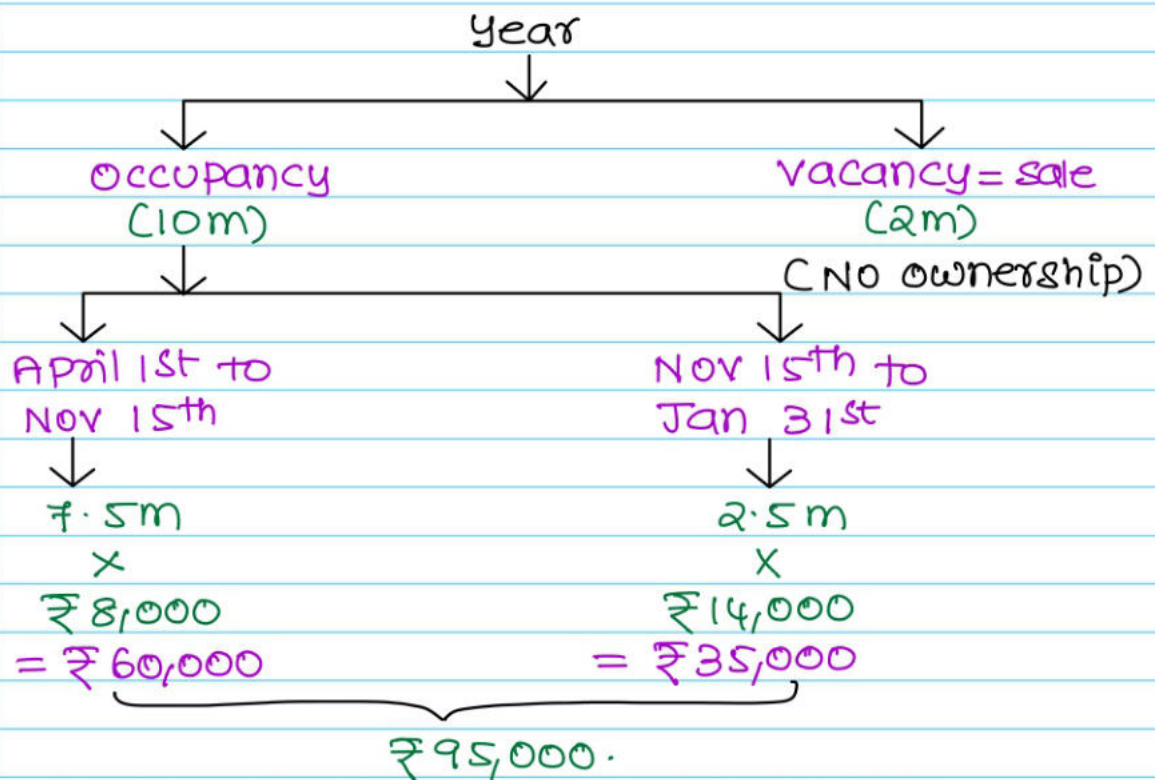 Year
Occupancy
Vacancy = Sale
(10m)
(2m)
(No ownership)
April 1st to
Nov 15th
Nov 15th to
Jan 31st
7.5m
2.5m
×
×
₹8,000
₹14,000
= ₹60,000
= ₹35,000
₹95,000.